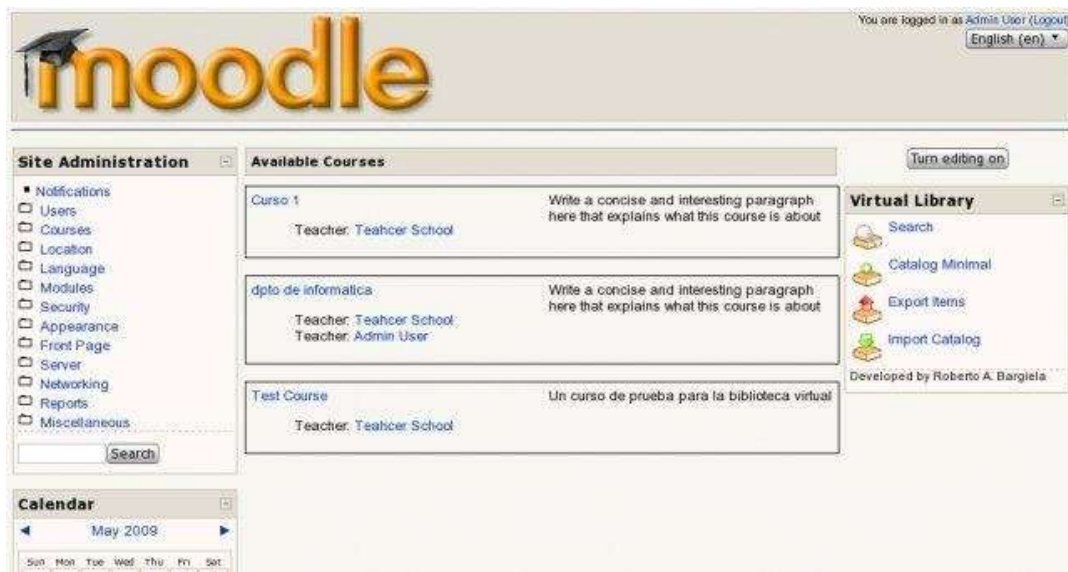 moodle
You are logged in as Admin User (Logout)
English (en)
Site Administration
Notifications
Users
Courses
Location
Language
Modules
Security
Appearance
Front Page
Server
Networking
Reports
Miscellaneous
Search
Calendar
May 2009
Sun Mon Tue Wed Thu Fri Sat
Available Courses
Curso 1
Teacher: Teahcer School
Write a concise and interesting paragraph
here that explains what this course is about
dpto de informatica
Teacher: Teahcer School
Teacher: Admin User
Write a concise and interesting paragraph
here that explains what this course is about
Test Course
Teacher: Teahcer School
Un curso de prueba para la biblioteca virtual
Turn editing on
Virtual Library
Search
Catalog Minimal
Export Items
Import Catalog
Developed by Roberto A. Bargiela